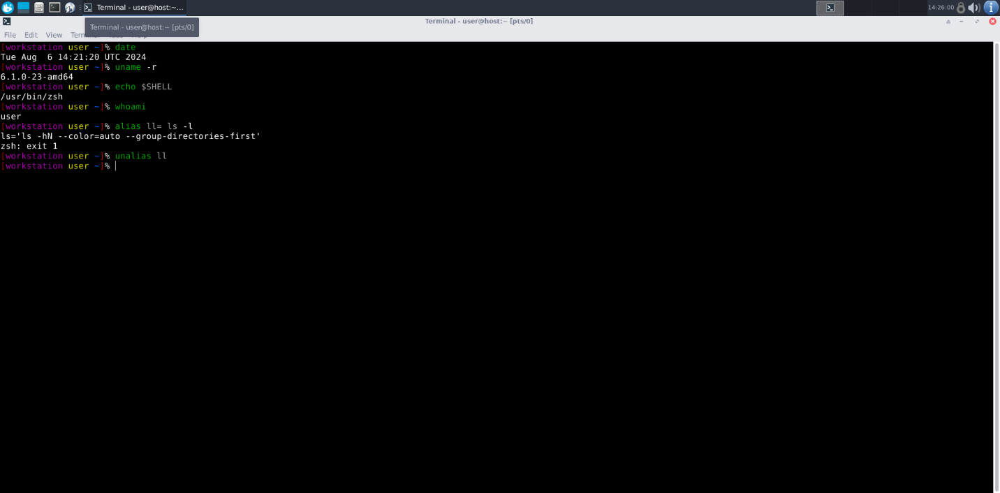 Terminal - user@host:~...
14:26:00
Terminal - user@host:~ [pts/0]
Terminal - user@host:~ [pts/0]
File Edit View
[workstation user ~]% date
Tue Aug  6 14:21:20 UTC 2024
[workstation user ~]% uname -r
6.1.0-23-amd64
[workstation user ~]% echo $SHELL
/usr/bin/zsh
[workstation user ~]% whoami
user
[workstation user ~]% alias ll= ls -l
ls='ls -hN --color=auto --group-directories-first'
zsh: exit 1
[workstation user ~]% unalias ll
[workstation user ~]%